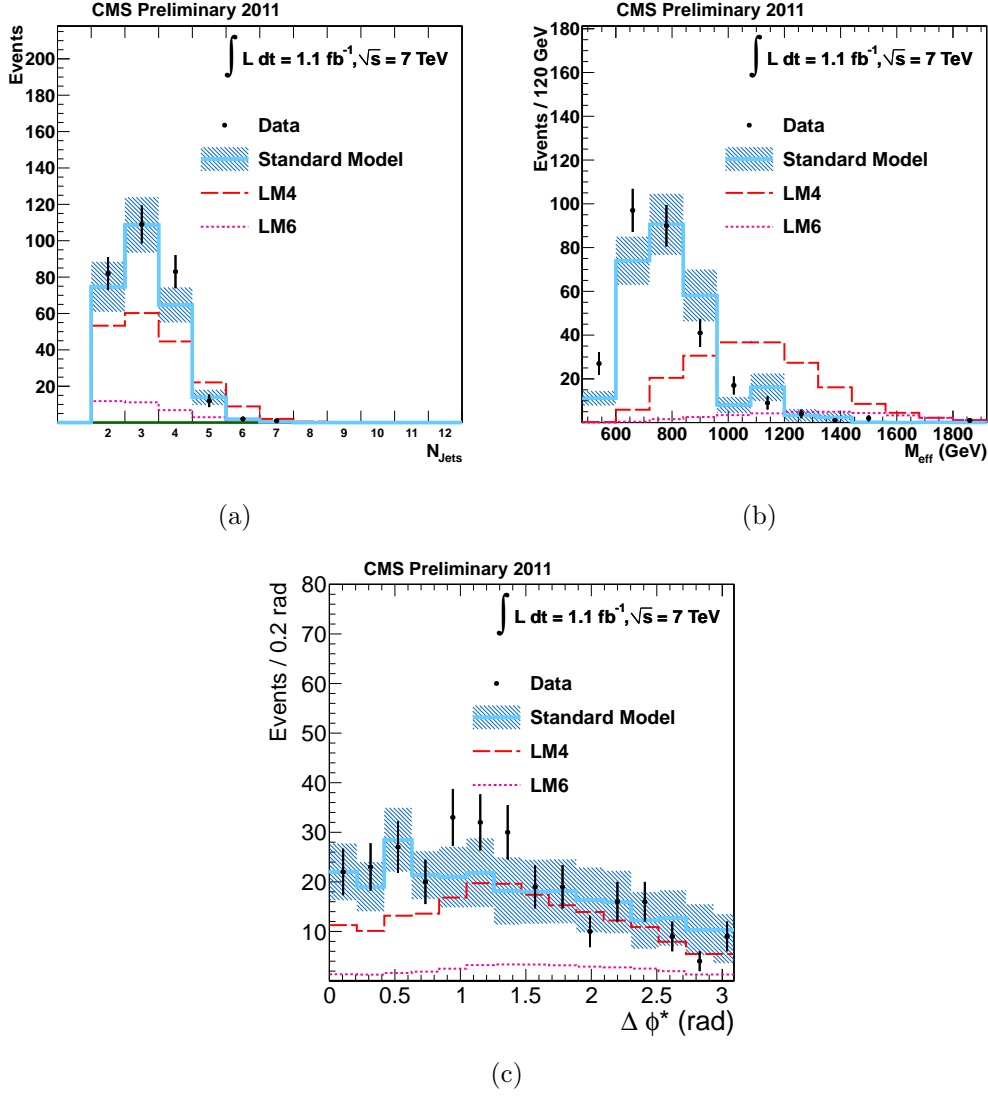 CMS Preliminary 2011
Events
∫ L dt = 1.1 fb⁻¹, √s = 7 TeV
200
180
160
140
120
100
80
60
40
20
Data
Standard Model
LM4
LM6
2 3 4 5 6 7 8 9 10 11 12
N_Jets
(a)
CMS Preliminary 2011
Events / 120 GeV
∫ L dt = 1.1 fb⁻¹, √s = 7 TeV
180
160
140
120
100
80
60
40
20
Data
Standard Model
LM4
LM6
600 800 1000 1200 1400 1600 1800
M_eff (GeV)
(b)
CMS Preliminary 2011
Events / 0.2 rad
∫ L dt = 1.1 fb⁻¹, √s = 7 TeV
80
70
60
50
40
30
20
10
Data
Standard Model
LM4
LM6
0 0.5 1 1.5 2 2.5 3
Δ ϕ* (rad)
(c)